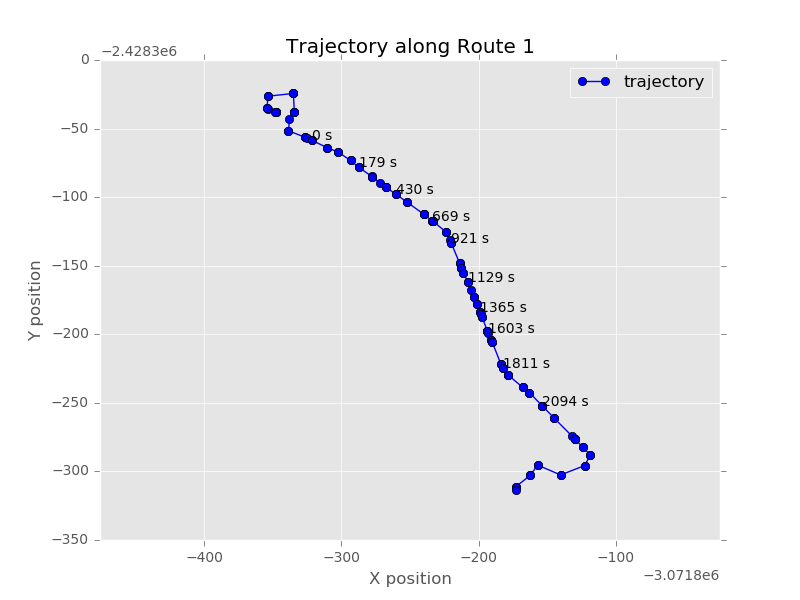 Trajectory along Route 1
−2.4283e6
trajectory
0
−50
−100
−150
−200
−250
−300
−350
Y position
0 s
179 s
430 s
669 s
921 s
1129 s
1365 s
1603 s
1811 s
2094 s
−400
−300
−200
−100
X position
−3.0718e6